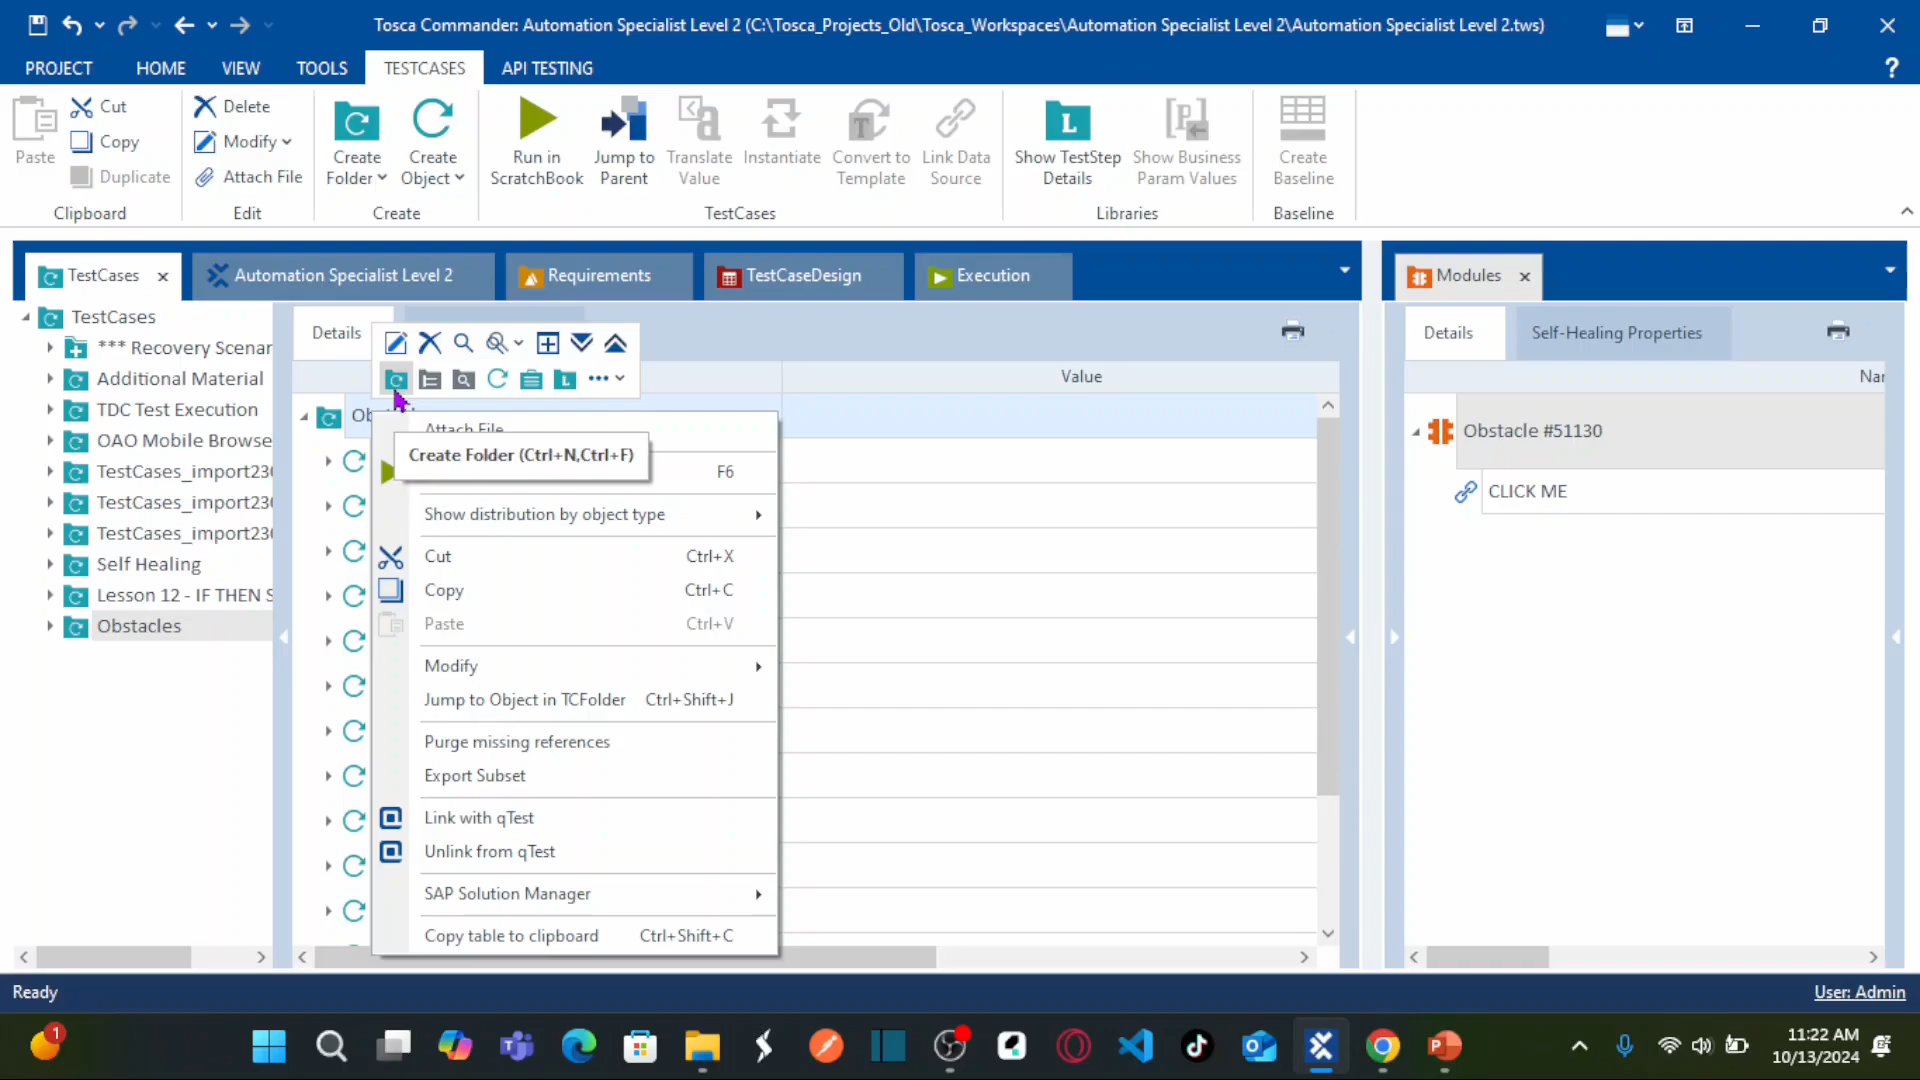 Tosca Commander: Automation Specialist Level 2 (C:\Tosca_Projects_Old\Tosca_Workspaces\Automation Specialist Level 2\Automation Specialist Level 2.tws)
PROJECT HOME VIEW TOOLS TESTCASES API TESTING
Paste
Cut
Copy
Duplicate
Clipboard
Delete
Modify
Attach File
Edit
Create Folder
Create Object
Create
Run in ScratchBook
Jump to Parent
Translate Value
Instantiate
Convert to Template
Link Data Source
TestCases
Show TestStep Details
Show Business Param Values
Libraries
Create Baseline
Baseline
TestCases
Automation Specialist Level 2
Requirements
TestCaseDesign
Execution
Modules
TestCases
*** Recovery Scenar
Additional Material
TDC Test Execution
OAO Mobile Browse
TestCases_import23
TestCases_import23
TestCases_import23
Self Healing
Lesson 12 - IF THEN S
Obstacles
Details
Value
Attach File
Create Folder (Ctrl+N,Ctrl+F)
F6
Show distribution by object type
Cut Ctrl+X
Copy Ctrl+C
Paste Ctrl+V
Modify
Jump to Object in TCFolder Ctrl+Shift+J
Purge missing references
Export Subset
Link with qTest
Unlink from qTest
SAP Solution Manager
Copy table to clipboard Ctrl+Shift+C
Details
Self-Healing Properties
Obstacle #51130
CLICK ME
Ready
User: Admin
1
11:22 AM
10/13/2024